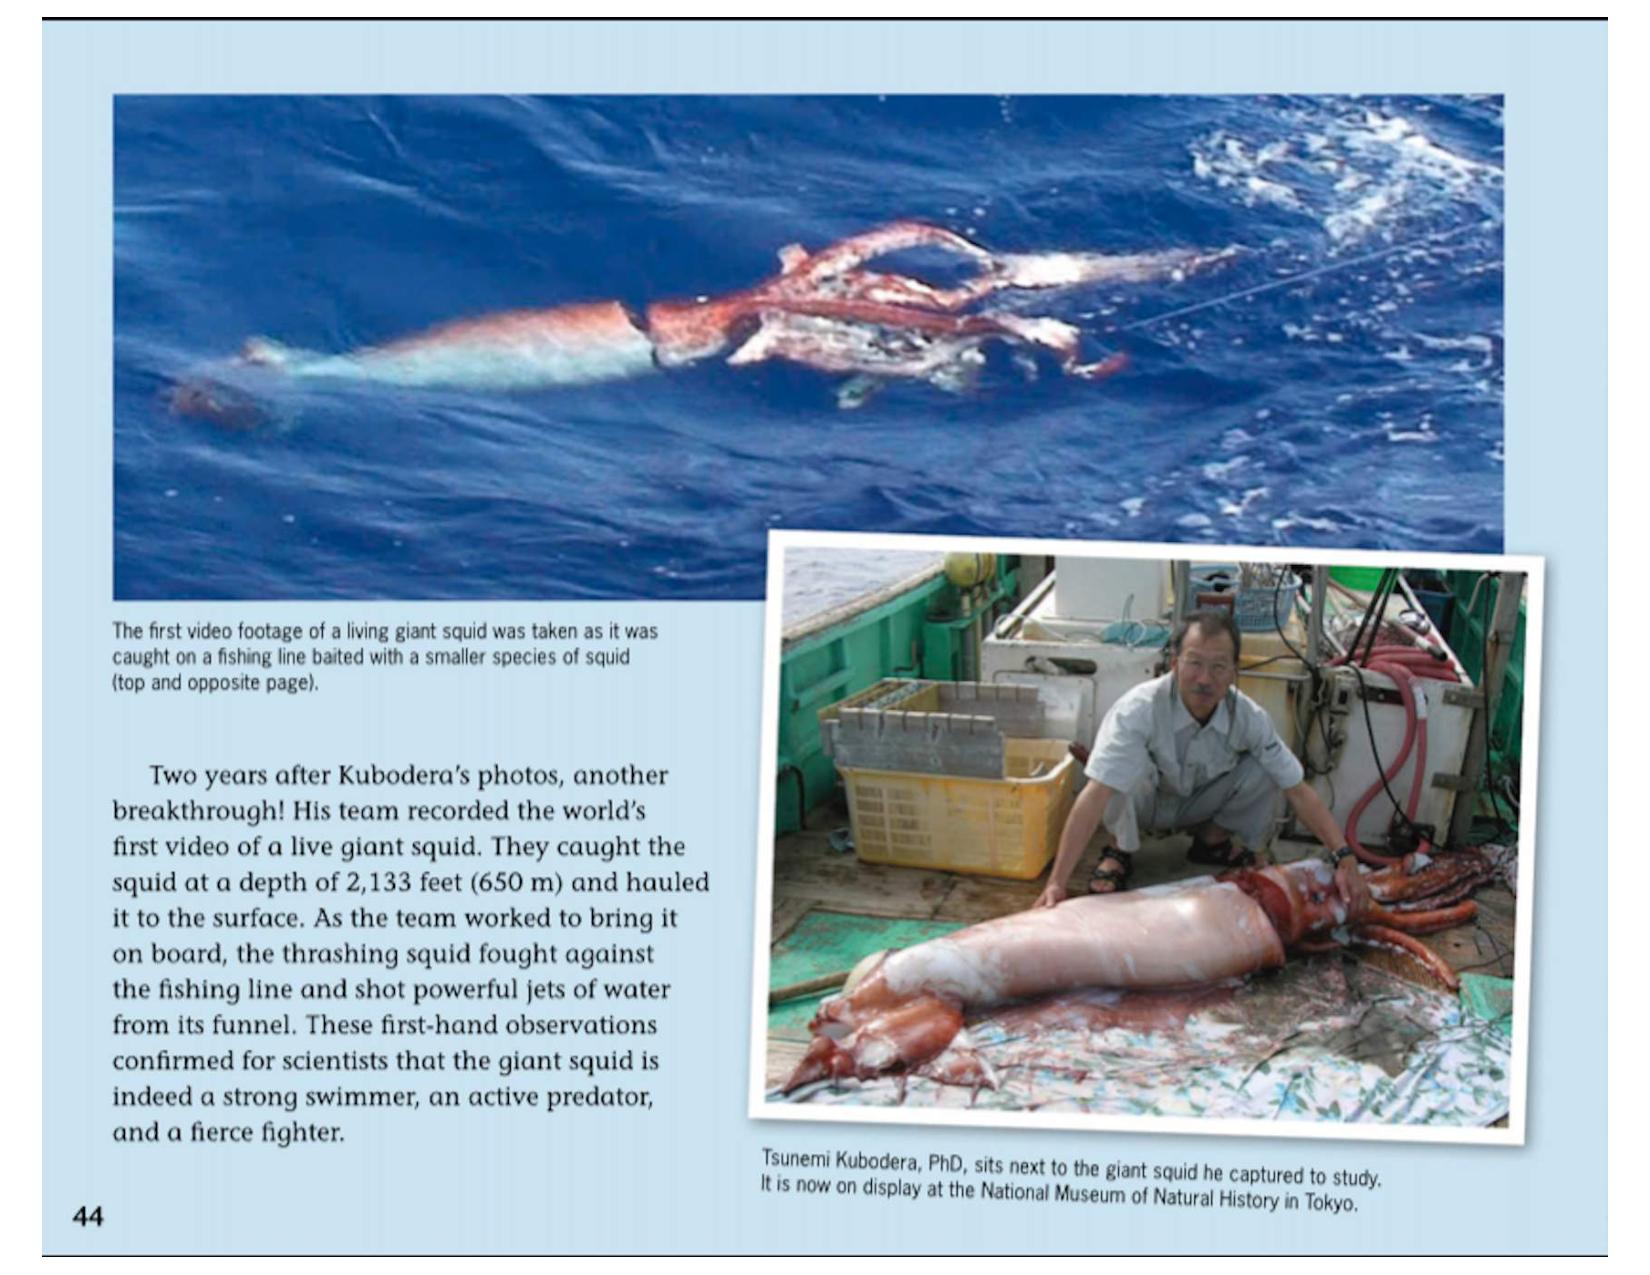 The first video footage of a living giant squid was taken as it was
caught on a fishing line baited with a smaller species of squid
(top and opposite page).
Two years after Kubodera's photos, another
breakthrough! His team recorded the world's
first video of a live giant squid. They caught the
squid at a depth of 2,133 feet (650 m) and hauled
it to the surface. As the team worked to bring it
on board, the thrashing squid fought against
the fishing line and shot powerful jets of water
from its funnel. These first-hand observations
confirmed for scientists that the giant squid is
indeed a strong swimmer, an active predator,
and a fierce fighter.
Tsunemi Kubodera, PhD, sits next to the giant squid he captured to study.
It is now on display at the National Museum of Natural History in Tokyo.
44